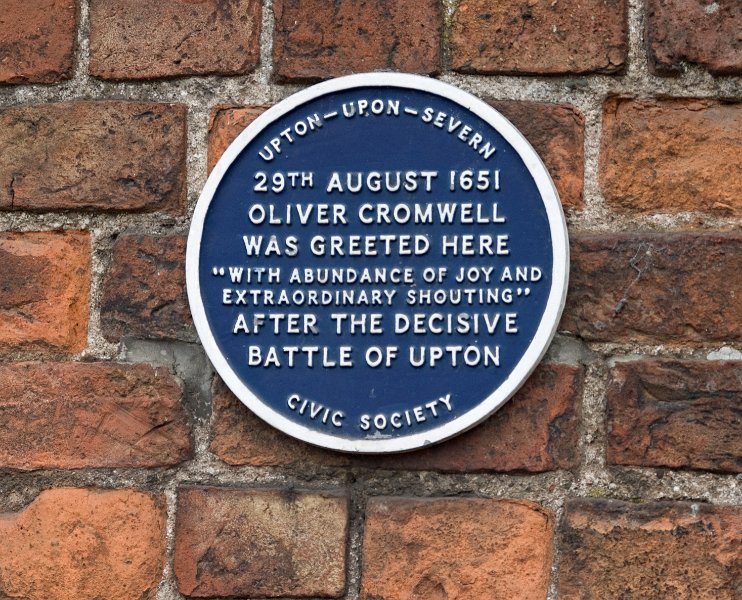 UPTON-UPON-SEVERN
29TH AUGUST 1651
OLIVER CROMWELL
WAS GREETED HERE
"WITH ABUNDANCE OF JOY AND
EXTRAORDINARY SHOUTING"
AFTER THE DECISIVE
BATTLE OF UPTON
CIVIC SOCIETY